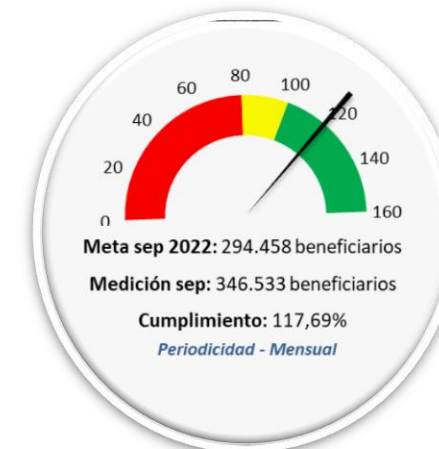 0
20
40
60
80
100
120
140
160
Meta sep 2022: 294.458 beneficiarios
Medición sep: 346.533 beneficiarios
Cumplimiento: 117,69%
Periodicidad - Mensual